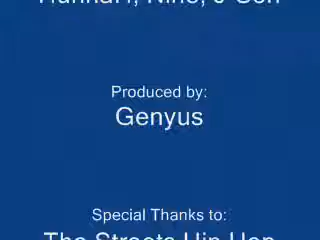 Produced by:
Genyus
Special Thanks to:
The Streets Hip Hop